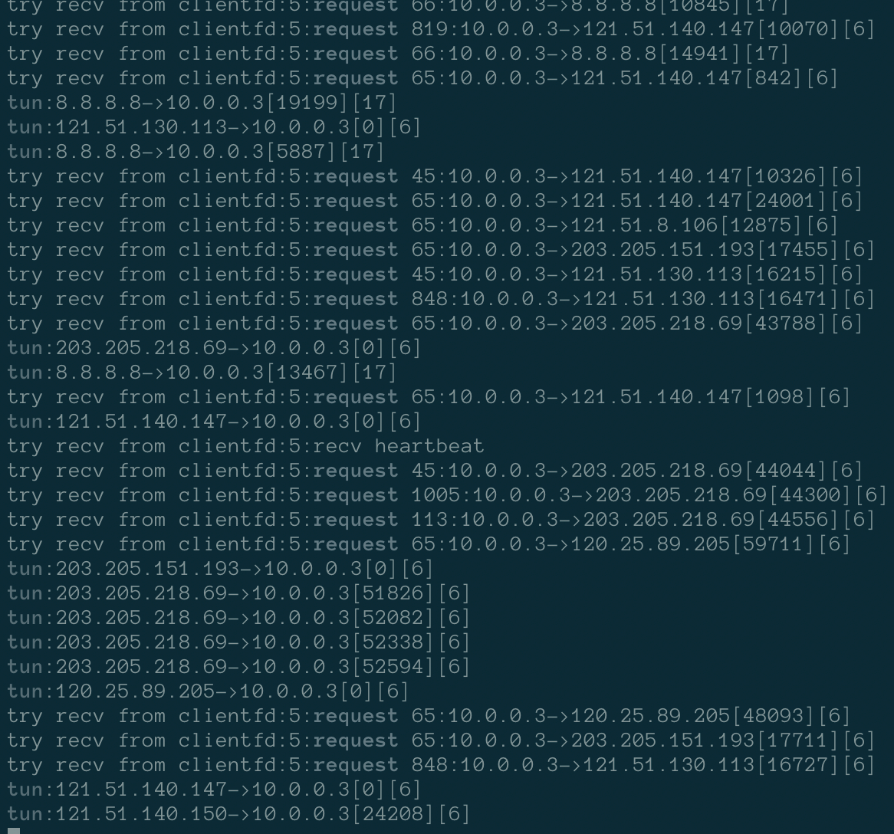 try recv from clientfd:5:request 66:10.0.0.3->8.8.8.8[10845][17]
try recv from clientfd:5:request 819:10.0.0.3->121.51.140.147[10070][6]
try recv from clientfd:5:request 66:10.0.0.3->8.8.8.8[14941][17]
try recv from clientfd:5:request 65:10.0.0.3->121.51.140.147[842][6]
tun:8.8.8.8->10.0.0.3[19199][17]
tun:121.51.130.113->10.0.0.3[0][6]
tun:8.8.8.8->10.0.0.3[5887][17]
try recv from clientfd:5:request 45:10.0.0.3->121.51.140.147[10326][6]
try recv from clientfd:5:request 65:10.0.0.3->121.51.140.147[24001][6]
try recv from clientfd:5:request 65:10.0.0.3->121.51.8.106[12875][6]
try recv from clientfd:5:request 65:10.0.0.3->203.205.151.193[17455][6]
try recv from clientfd:5:request 45:10.0.0.3->121.51.130.113[16215][6]
try recv from clientfd:5:request 848:10.0.0.3->121.51.130.113[16471][6]
try recv from clientfd:5:request 65:10.0.0.3->203.205.218.69[43788][6]
tun:203.205.218.69->10.0.0.3[0][6]
tun:8.8.8.8->10.0.0.3[13467][17]
try recv from clientfd:5:request 65:10.0.0.3->121.51.140.147[1098][6]
tun:121.51.140.147->10.0.0.3[0][6]
try recv from clientfd:5:recv heartbeat
try recv from clientfd:5:request 45:10.0.0.3->203.205.218.69[44044][6]
try recv from clientfd:5:request 1005:10.0.0.3->203.205.218.69[44300][6]
try recv from clientfd:5:request 113:10.0.0.3->203.205.218.69[44556][6]
try recv from clientfd:5:request 65:10.0.0.3->120.25.89.205[59711][6]
tun:203.205.151.193->10.0.0.3[0][6]
tun:203.205.218.69->10.0.0.3[51826][6]
tun:203.205.218.69->10.0.0.3[52082][6]
tun:203.205.218.69->10.0.0.3[52338][6]
tun:203.205.218.69->10.0.0.3[52594][6]
tun:120.25.89.205->10.0.0.3[0][6]
try recv from clientfd:5:request 65:10.0.0.3->120.25.89.205[48093][6]
try recv from clientfd:5:request 65:10.0.0.3->203.205.151.193[17711][6]
try recv from clientfd:5:request 848:10.0.0.3->121.51.130.113[16727][6]
tun:121.51.140.147->10.0.0.3[0][6]
tun:121.51.140.150->10.0.0.3[24208][6]